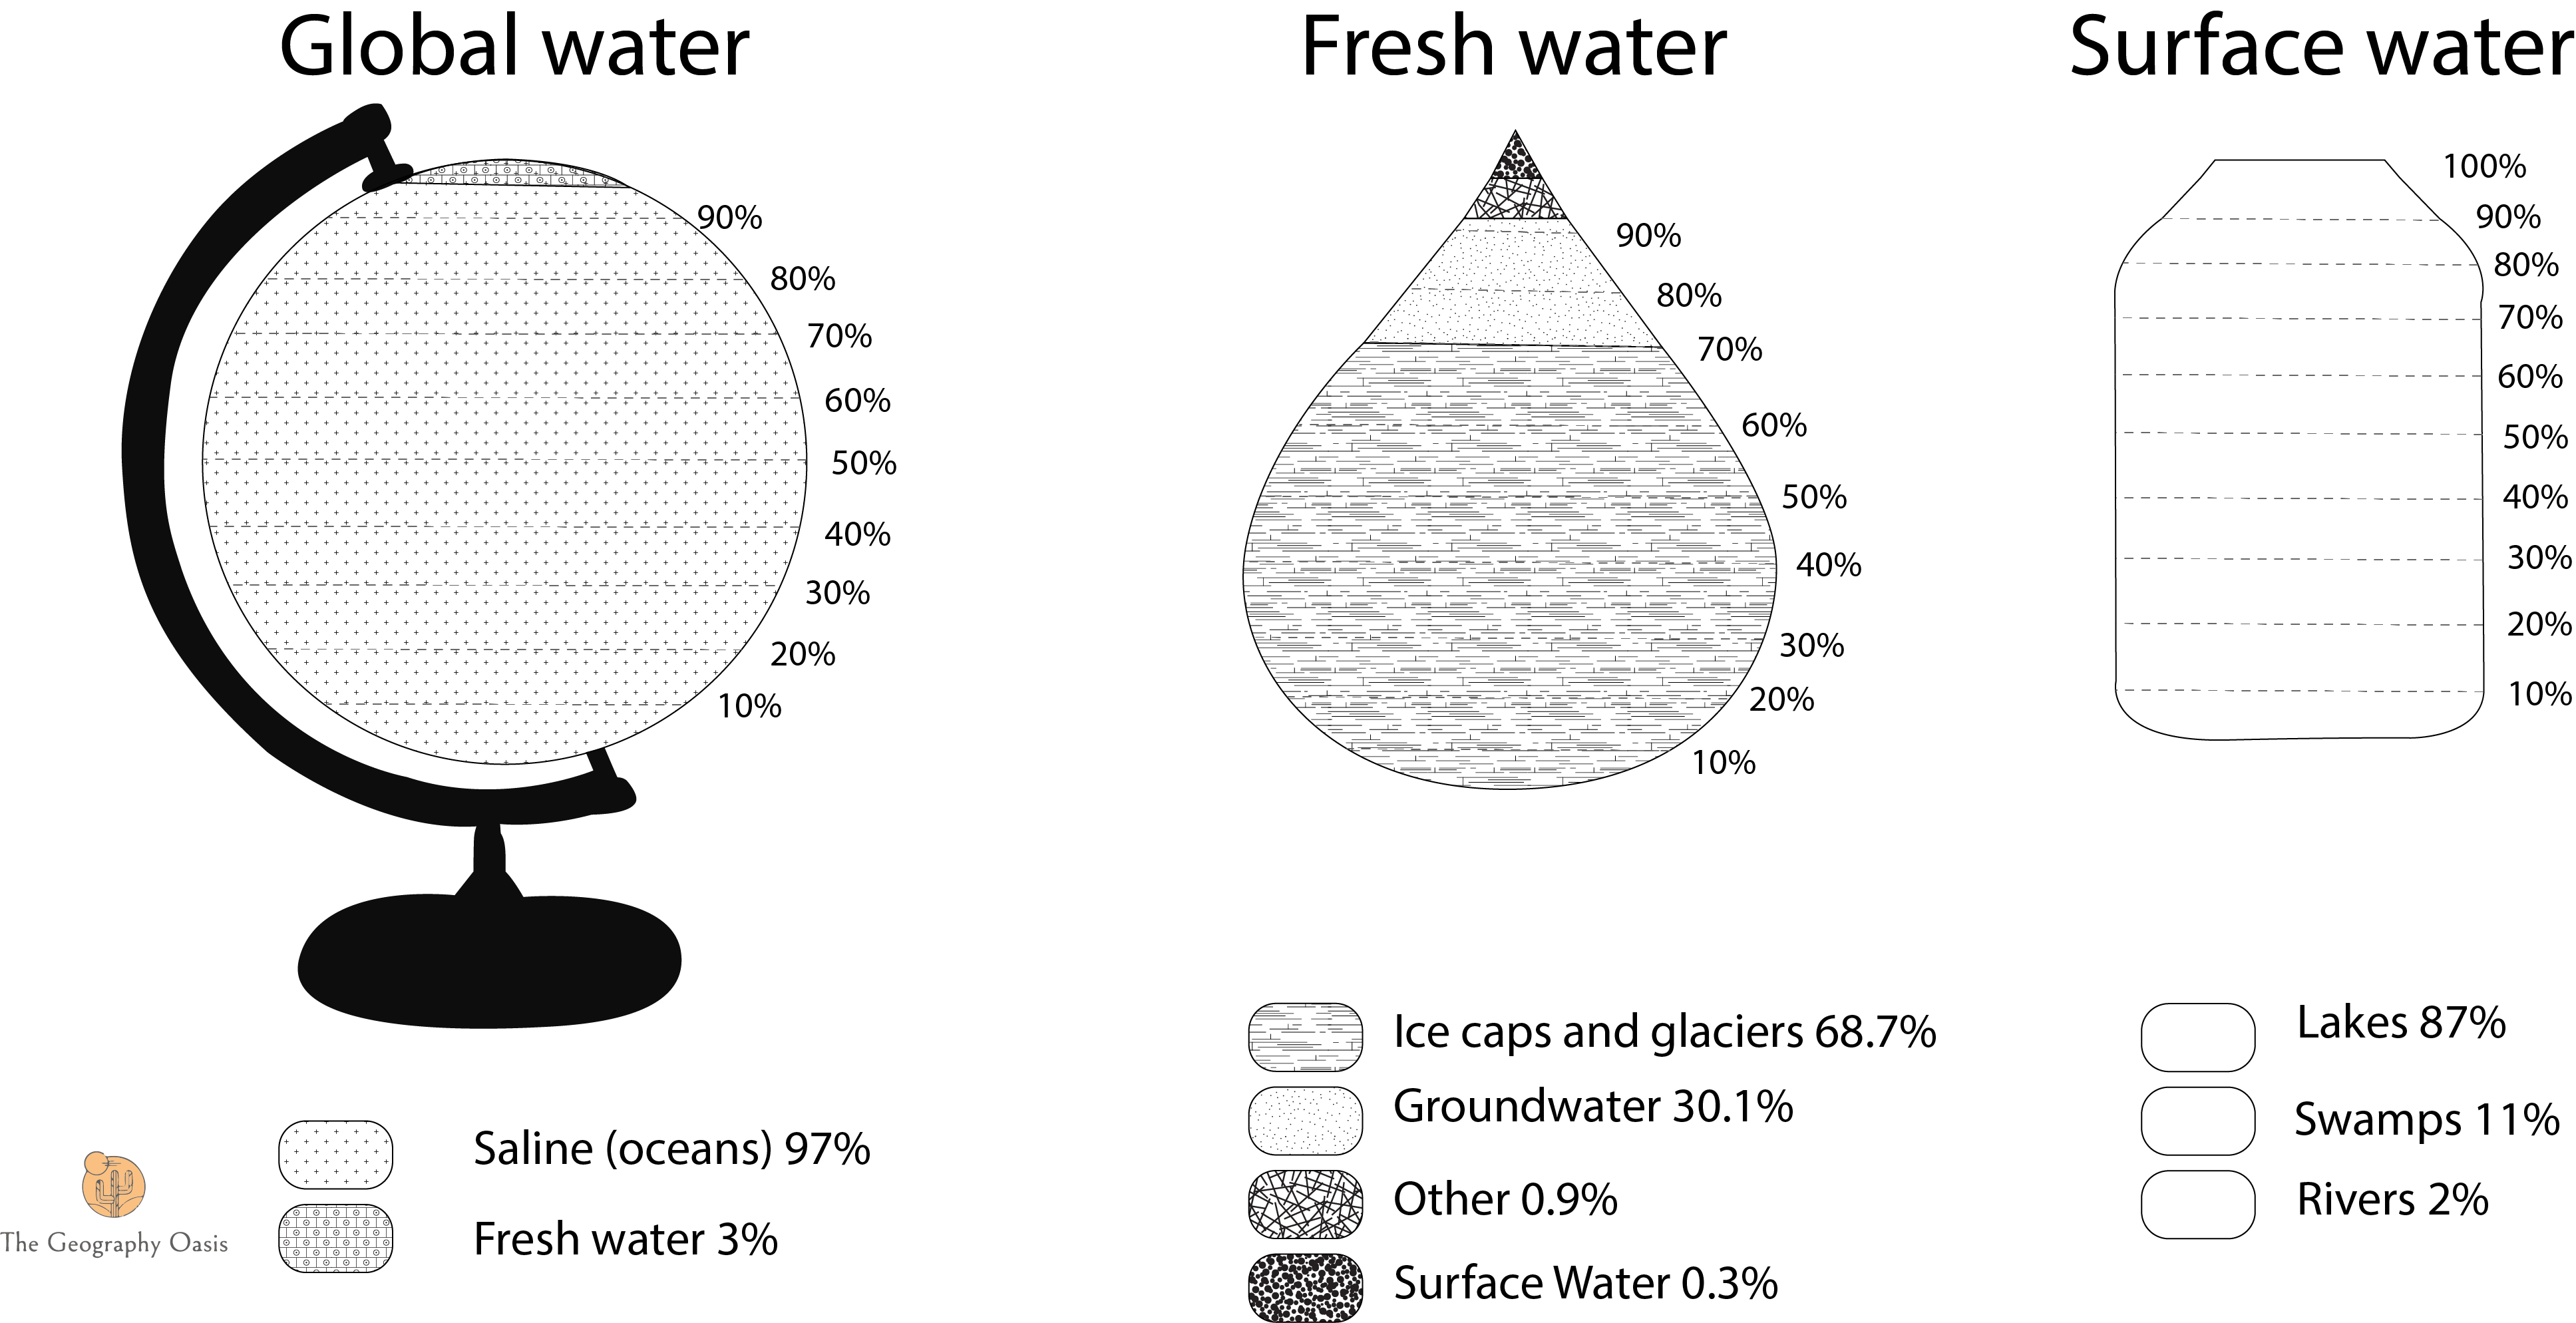 Global water
90%
80%
70%
60%
50%
40%
30%
20%
10%
Saline (oceans) 97%
Fresh water 3%
The Geography Oasis
Fresh water
90%
80%
70%
60%
50%
40%
30%
20%
10%
Ice caps and glaciers 68.7%
Groundwater 30.1%
Other 0.9%
Surface Water 0.3%
Surface water
100%
90%
80%
70%
60%
50%
40%
30%
20%
10%
Lakes 87%
Swamps 11%
Rivers 2%